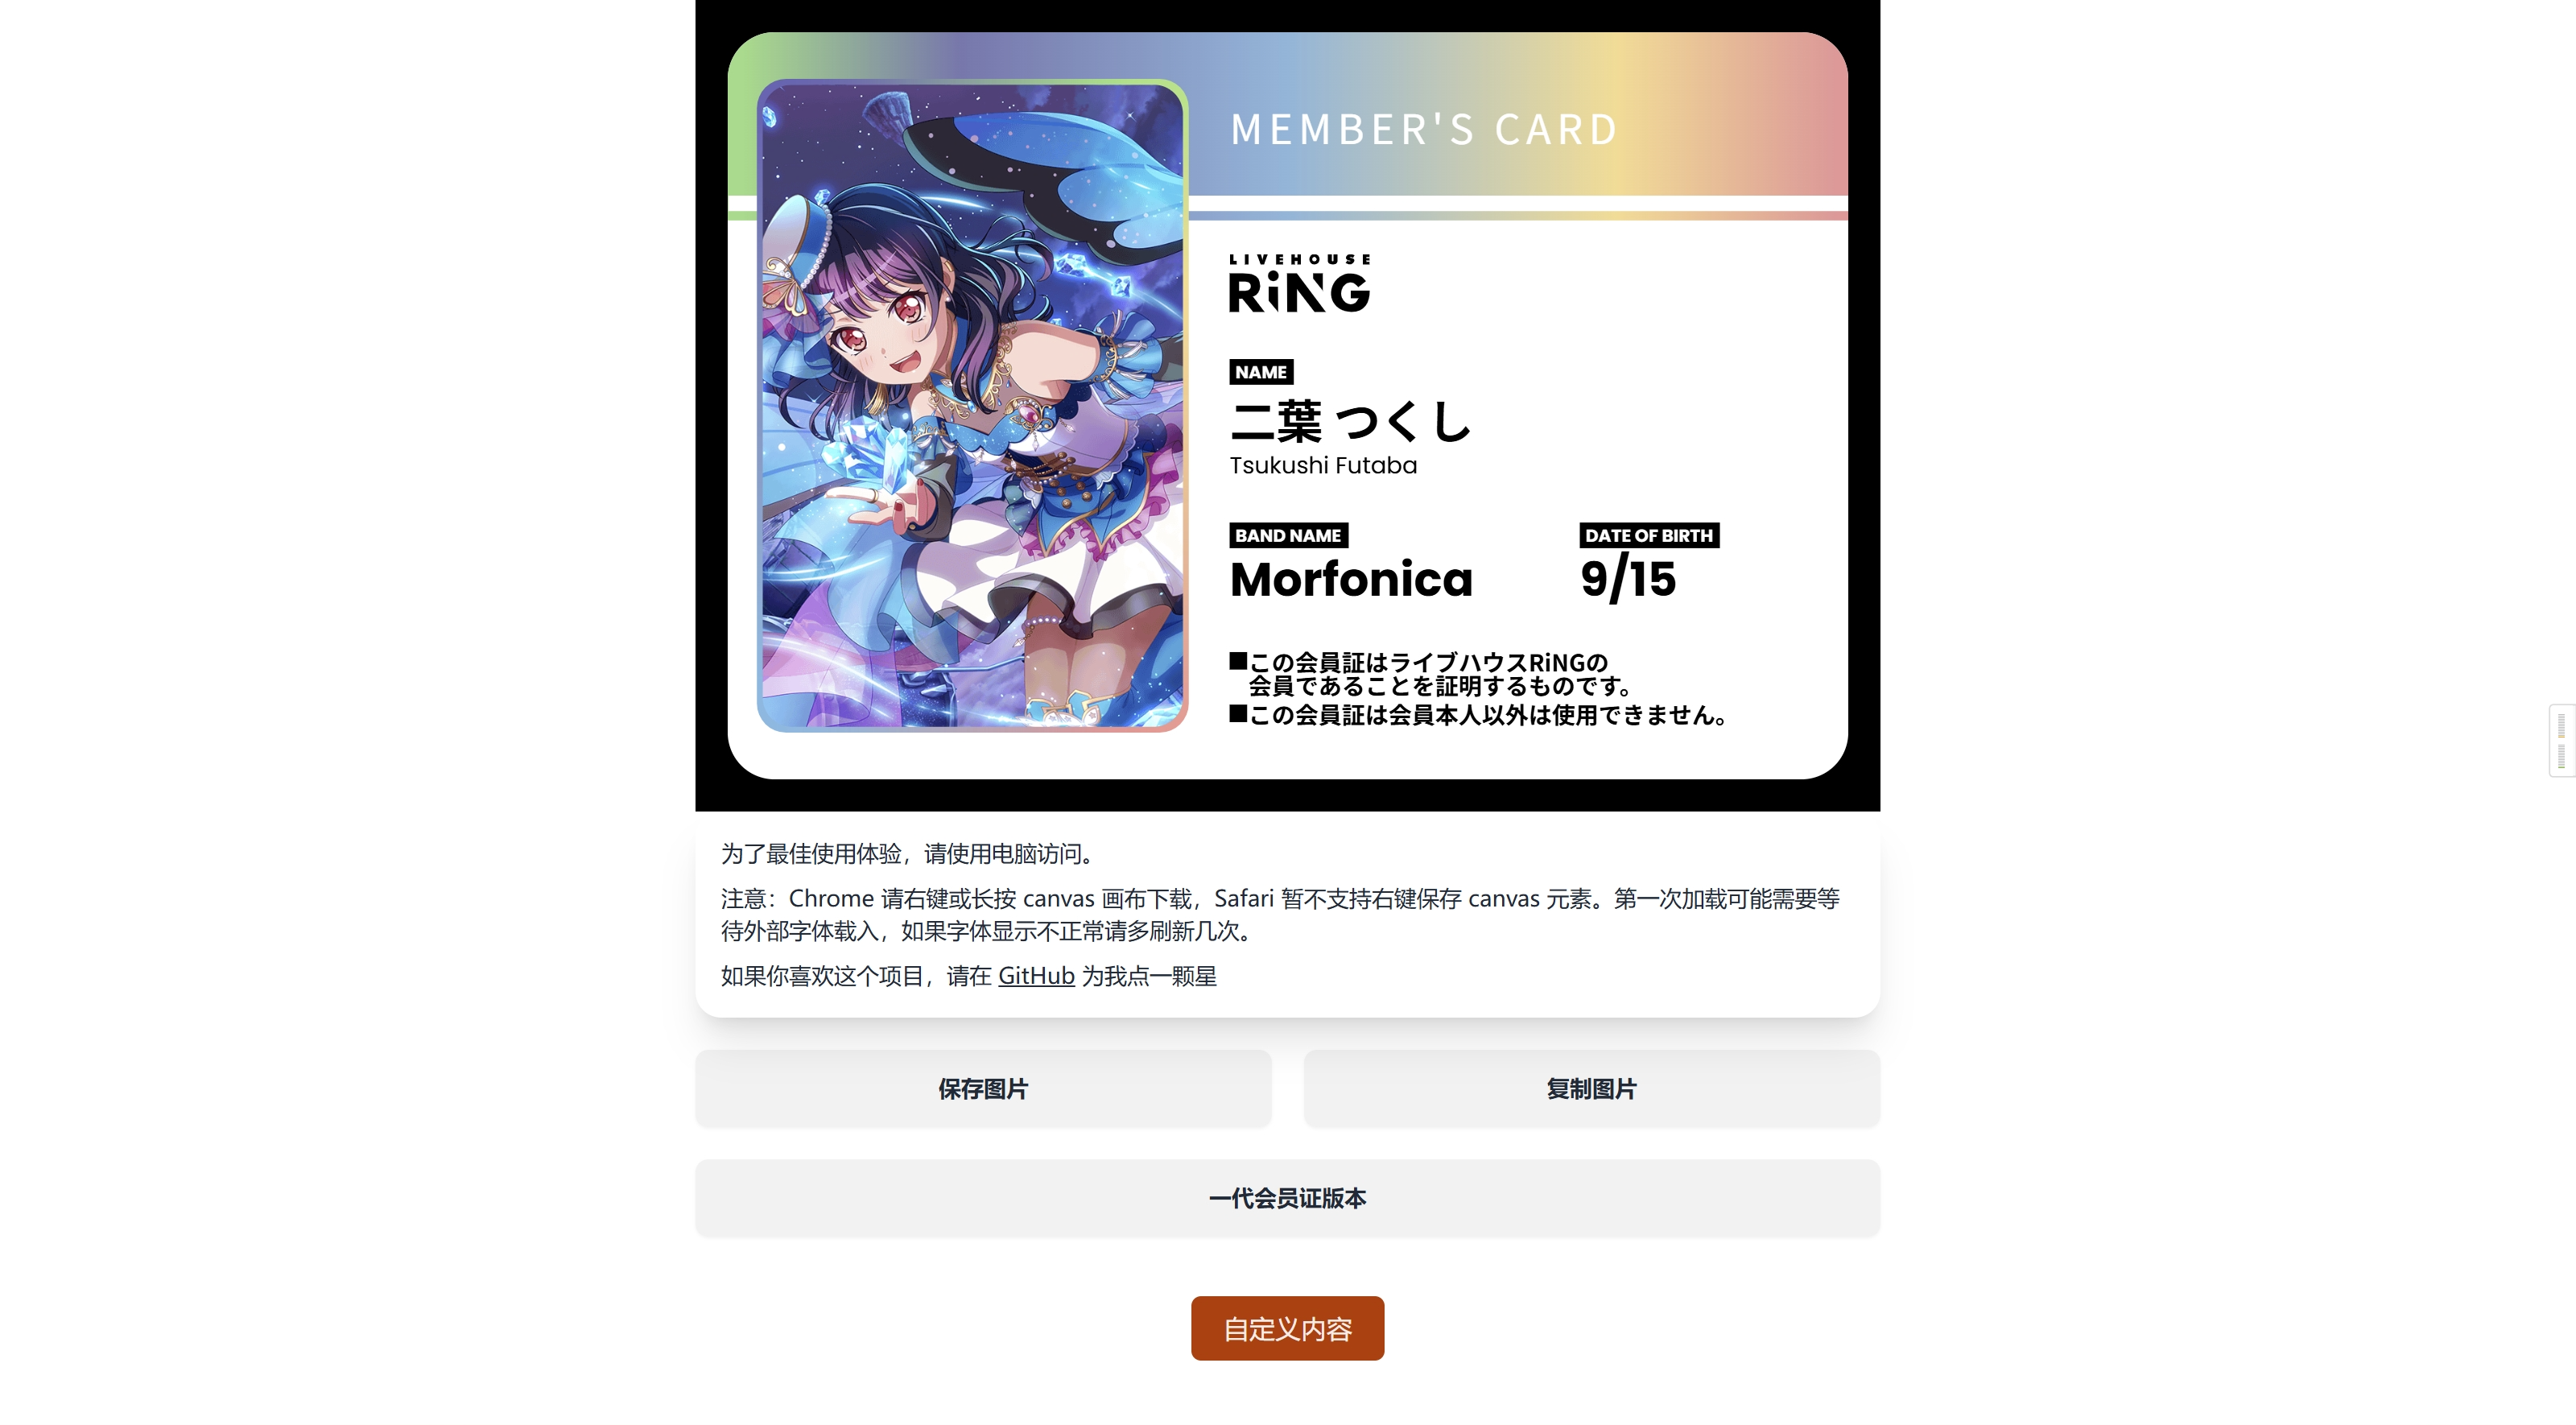 MEMBER'S CARD
LIVEHOUSE
RiNG
NAME
二葉 つくし
Tsukushi Futaba
BAND NAME
DATE OF BIRTH
Morfonica
9/15
■この会員証はライブハウスRiNGの
会員であることを証明するものです。
■この会員証は会員本人以外は使用できません。
为了最佳使用体验，请使用电脑访问。
注意：Chrome 请右键或长按 canvas 画布下载，Safari 暂不支持右键保存 canvas 元素。第一次加载可能需要等
待外部字体载入，如果字体显示不正常请多刷新几次。
如果你喜欢这个项目，请在 GitHub 为我点一颗星
保存图片
复制图片
一代会员证版本
自定义内容